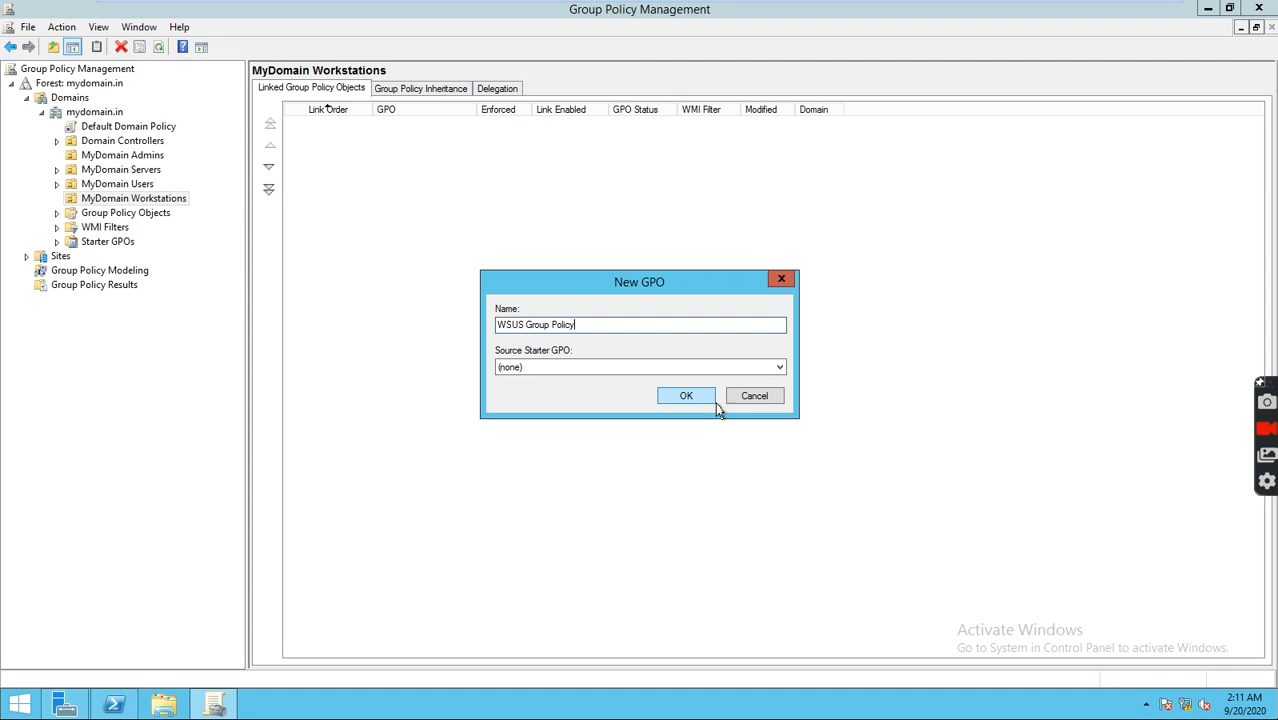 Group Policy Management
File Action View Window Help
Group Policy Management
Forest: mydomain.in
Domains
mydomain.in
Default Domain Policy
Domain Controllers
MyDomain Admins
MyDomain Servers
MyDomain Users
MyDomain Workstations
Group Policy Objects
WMI Filters
Starter GPOs
Sites
Group Policy Modeling
Group Policy Results
MyDomain Workstations
Linked Group Policy Objects Group Policy Inheritance Delegation
Link Order GPO Enforced Link Enabled GPO Status WMI Filter Modified Domain
New GPO
Name:
WSUS Group Policy
Source Starter GPO:
(none)
OK Cancel
Activate Windows
Go to System in Control Panel to activate Windows.
2:11 AM
9/20/2020